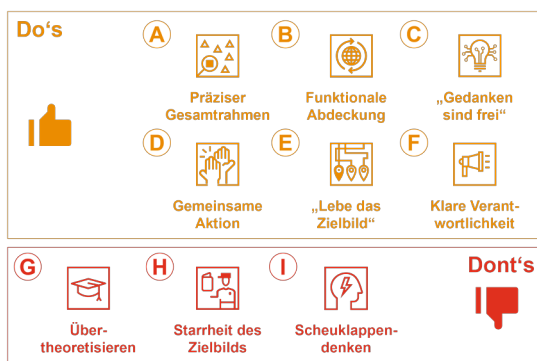 Do‘s
A
Präziser
Gesamtrahmen
B
Funktionale
Abdeckung
C
„Gedanken
sind frei“
D
Gemeinsame
Aktion
E
„Lebe das
Zielbild“
F
Klare Verant-
wortlichkeit
G
Über-
theoretisieren
H
Starrheit des
Zielbilds
I
Scheuklappen-
denken
Dont‘s